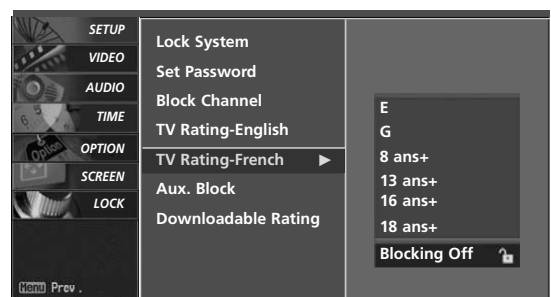 SETUP
VIDEO
AUDIO
TIME
OPTION
SCREEN
LOCK
Menu Prev.
Lock System
Set Password
Block Channel
TV Rating-English
TV Rating-French ►
Aux. Block
Downloadable Rating
E
G
8 ans+
13 ans+
16 ans+
18 ans+
Blocking Off